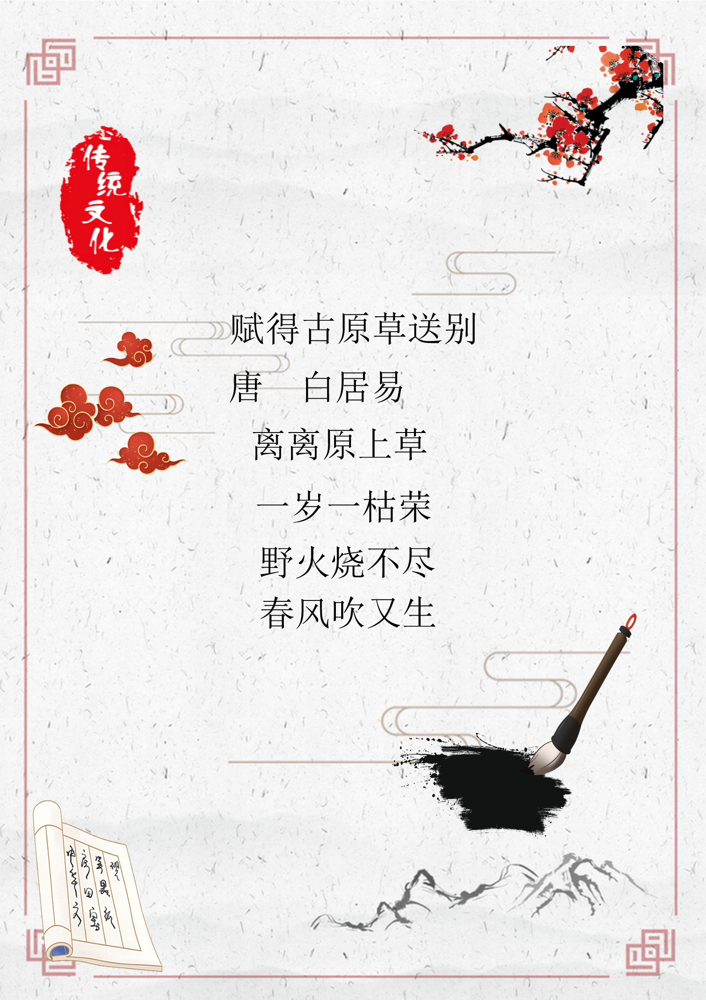 传统文化
赋得古原草送别
唐　白居易
离离原上草
一岁一枯荣
野火烧不尽
春风吹又生